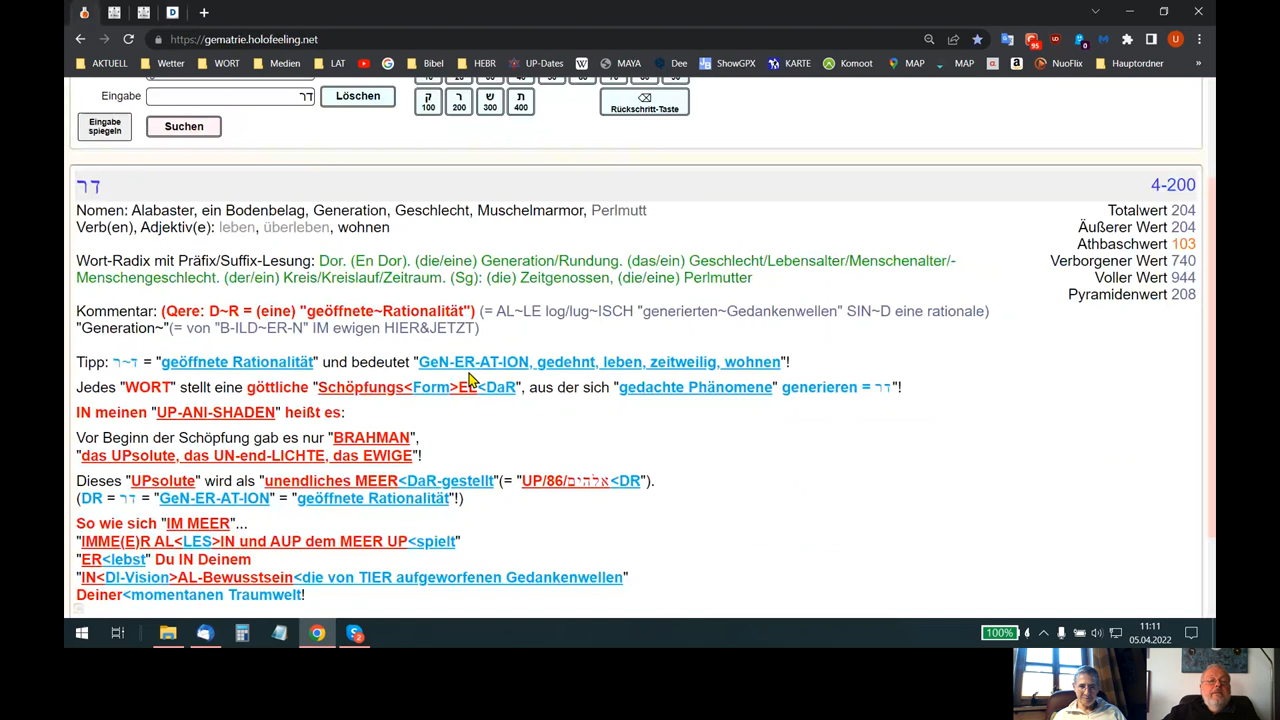 https://gematrie.holofeeling.net
AKTUELL Wetter WORT Medien LAT Bibel HEBR UP-Dates MAYA Dee ShowGPX KARTE Komoot MAP MAP NuoFlix Hauptordner »
Eingabe דר Löschen ק ר ש ת
100 200 300 400 Rückschritt-Taste
Eingabe spiegeln Suchen
דר 4-200
Nomen: Alabaster, ein Bodenbelag, Generation, Geschlecht, Muschelmarmor, Perlmutt Totalwert 204
Verb(en), Adjektiv(e): leben, überleben, wohnen Äußerer Wert 204
Athbaschwert 103
Wort-Radix mit Präfix/Suffix-Lesung: Dor. (En Dor). (die/eine) Generation/Rundung. (das/ein) Geschlecht/Lebensalter/Menschenalter/- Verborgener Wert 740
Menschengeschlecht. (der/ein) Kreis/Kreislauf/Zeitraum. (Sg): (die) Zeitgenossen, (die/eine) Perlmutter Voller Wert 944
Pyramidenwert 208
Kommentar: (Qere: D~R = (eine) "geöffnete~Rationalität") (= AL~LE log/lug~ISCH "generierten~Gedankenwellen" SIN~D eine rationale)
"Generation~"(= von "B-ILD~ER-N" IM ewigen HIER&JETZT)
Tipp: ד~ר = "geöffnete Rationalität" und bedeutet "GeN-ER-AT-ION, gedehnt, leben, zeitweilig, wohnen"!
Jedes "WORT" stellt eine göttliche "Schöpfungs<Form>EL<DaR", aus der sich "gedachte Phänomene" generieren = דר"!
IN meinen "UP-ANI-SHADEN" heißt es:
Vor Beginn der Schöpfung gab es nur "BRAHMAN",
"das UPsolute, das UN-end-LICHTE, das EWIGE"!
Dieses "UPsolute" wird als "unendliches MEER<DaR-gestellt"(= "UP/86/אלהים<DR").
(DR = דר = "GeN-ER-AT-ION" = "geöffnete Rationalität"!)
So wie sich "IM MEER"...
"IMME(E)R AL<LES>IN und AUP dem MEER UP<spielt"
"ER<lebst" Du IN Deinem
"IN<DI-Vision>AL-Bewusstsein<die von TIER aufgeworfenen Gedankenwellen"
Deiner<momentanen Traumwelt!
100% 11:11
05.04.2022